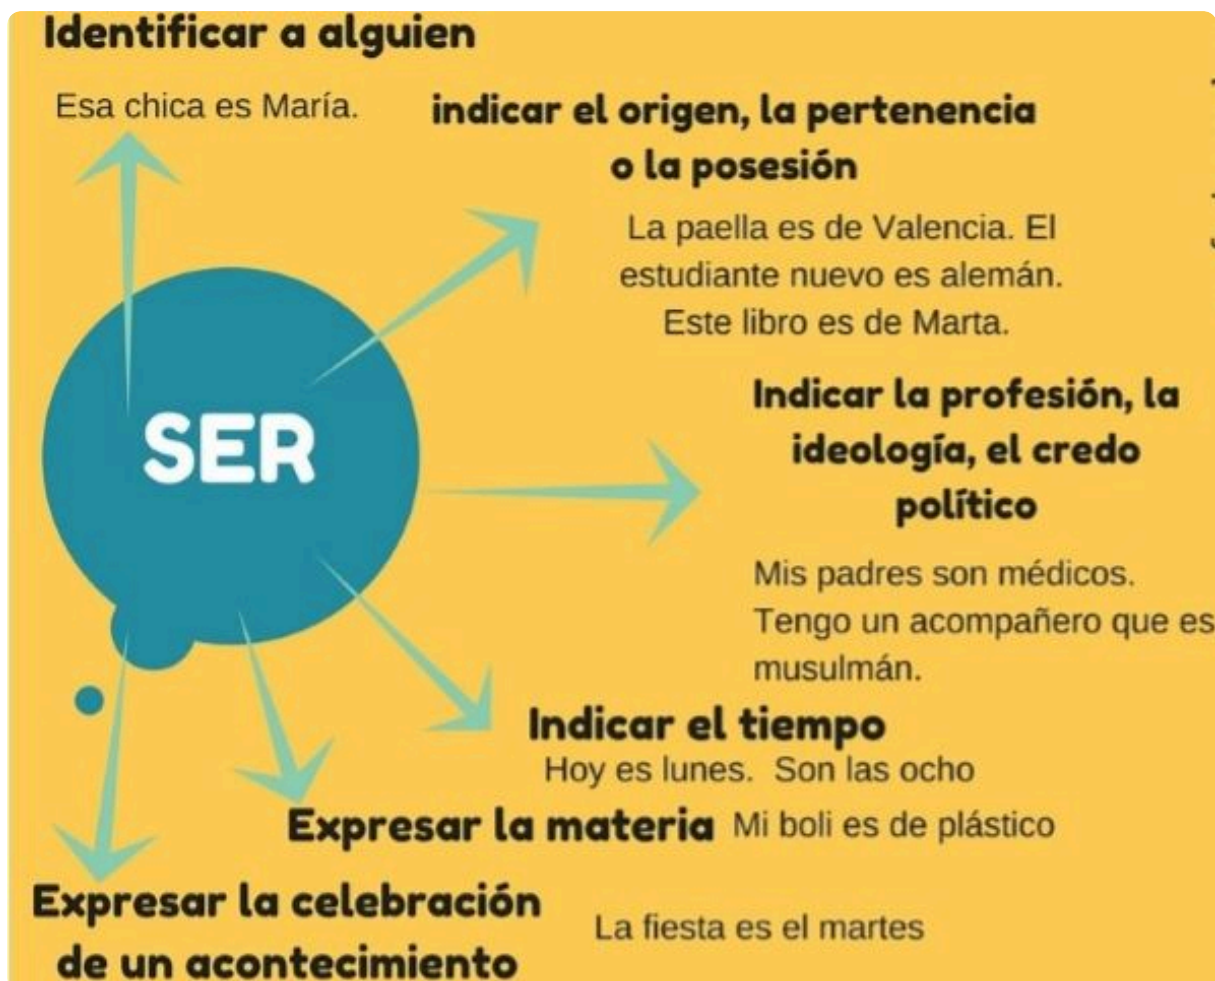 Identificar a alguien
Esa chica es María.
indicar el origen, la pertenencia
o la posesión
La paella es de Valencia. El
estudiante nuevo es alemán.
Este libro es de Marta.
SER
Indicar la profesión, la
ideología, el credo
político
Mis padres son médicos.
Tengo un acompañero que es
musulmán.
Indicar el tiempo
Hoy es lunes.  Son las ocho
Expresar la materia Mi boli es de plástico
Expresar la celebración
de un acontecimiento
La fiesta es el martes